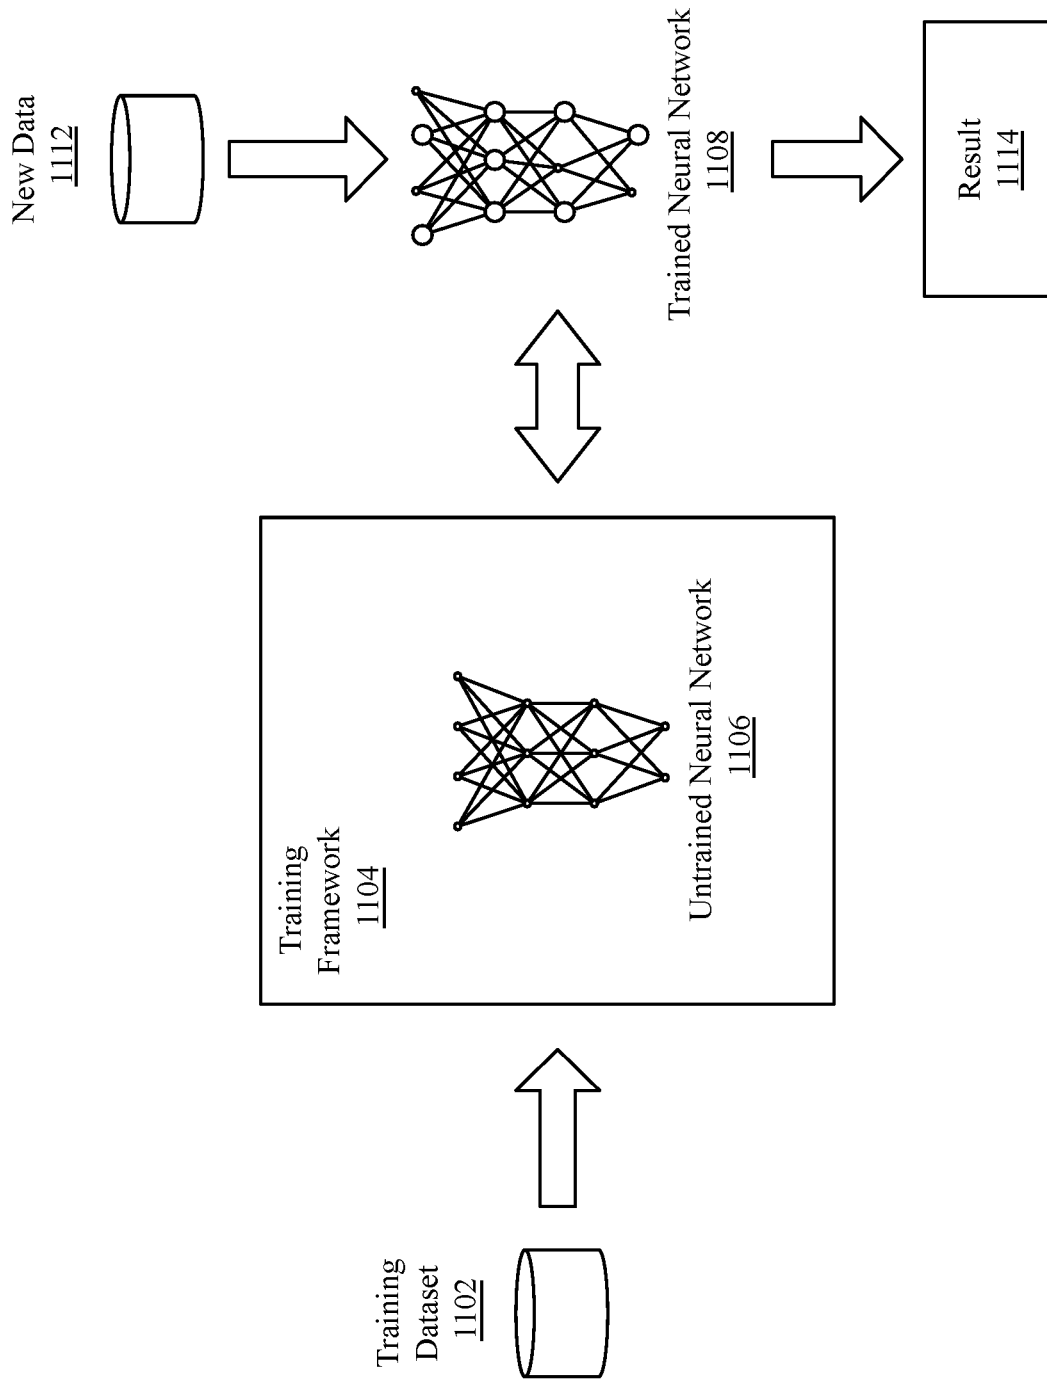 Training
Dataset
1102
Training
Framework
1104
Untrained Neural Network
1106
New Data
1112
Trained Neural Network
1108
Result
1114